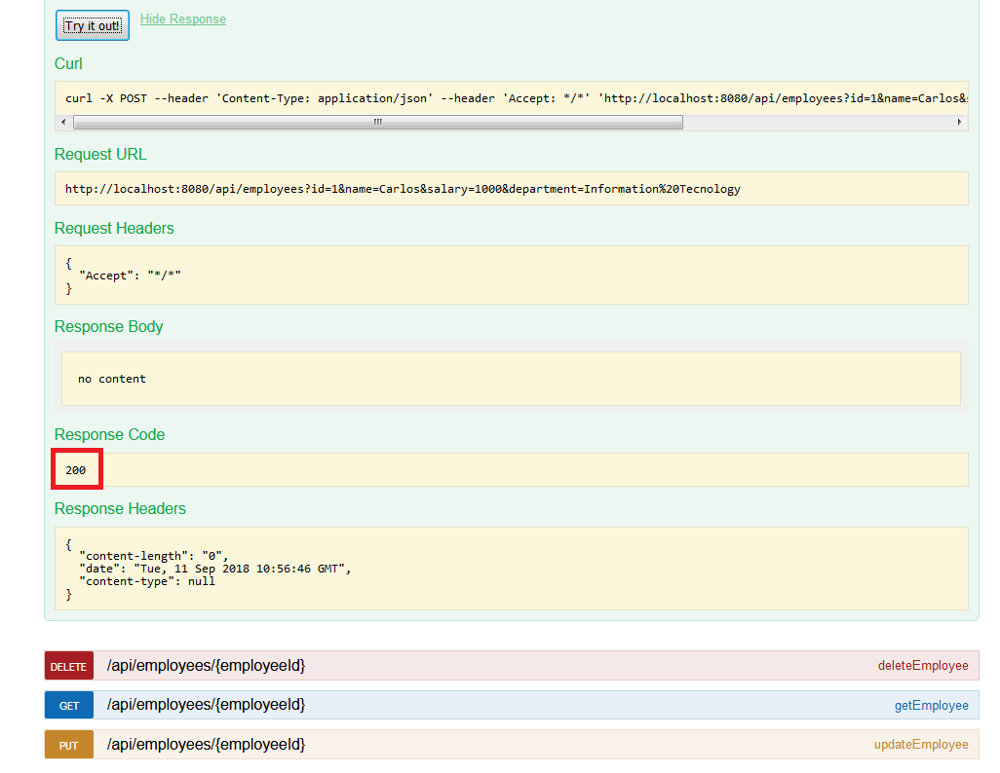 Try it out! Hide Response
Curl
curl -X POST --header 'Content-Type: application/json' --header 'Accept: */*' 'http://localhost:8080/api/employees?id=1&name=Carlos&
Request URL
http://localhost:8080/api/employees?id=1&name=Carlos&salary=1000&department=Information%20Tecnology
Request Headers
{
"Accept": "*/*"
}
Response Body
no content
Response Code
200
Response Headers
{
"content-length": "0",
"date": "Tue, 11 Sep 2018 10:56:46 GMT",
"content-type": null
}
DELETE /api/employees/{employeeId} deleteEmployee
GET /api/employees/{employeeId} getEmployee
PUT /api/employees/{employeeId} updateEmployee